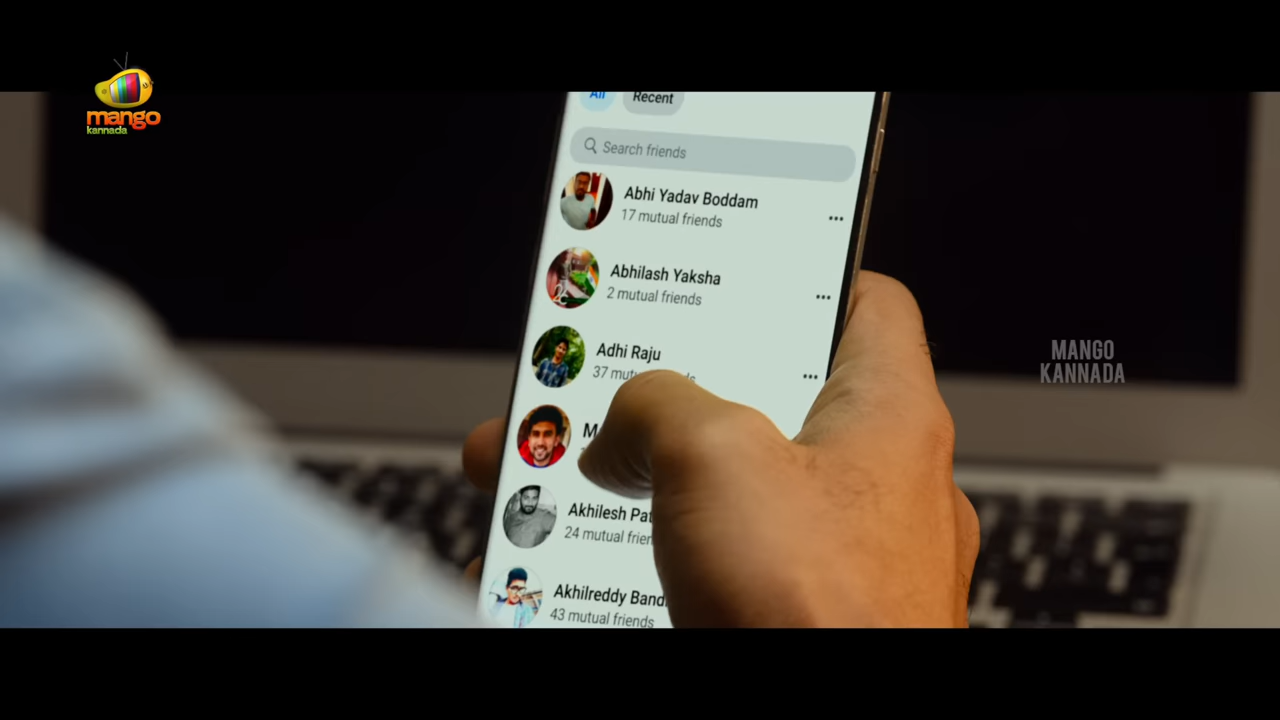 mango
kannada
All
Recent
Search friends
Abhi Yadav Boddam
17 mutual friends
Abhilash Yaksha
2 mutual friends
Adhi Raju
37
MANGO
KANNADA
Akhilesh
24 mutual
Akhilreddy
43 mutual friends